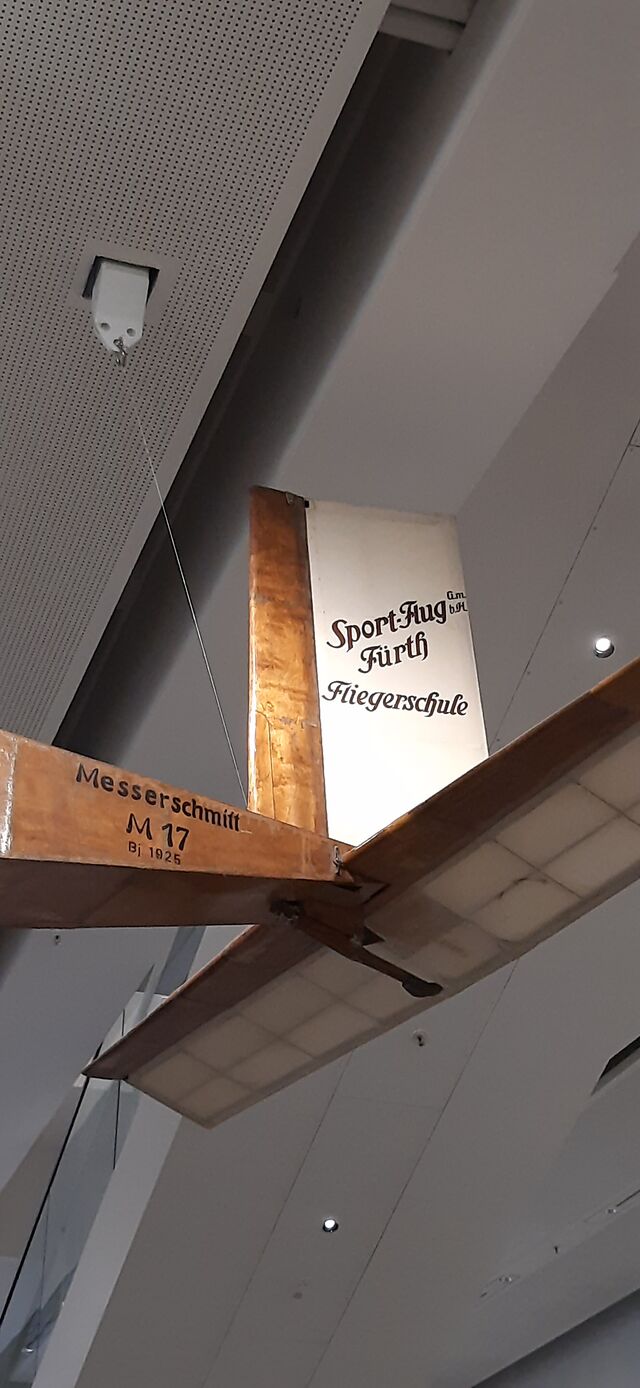 Sport-Flug G.m.
b.H.
Fürth
Fliegerschule
Messerschmitt
M 17
Bj 1925